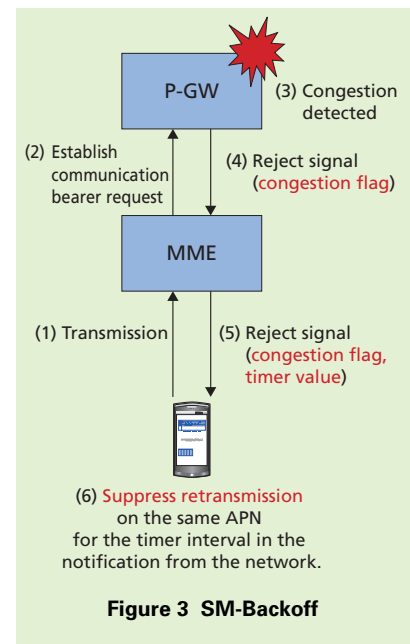 P-GW
(3) Congestion
detected
(2) Establish
communication
bearer request
(4) Reject signal
(congestion flag)
MME
(1) Transmission
(5) Reject signal
(congestion flag,
timer value)
(6) Suppress retransmission
on the same APN
for the timer interval in the
notification from the network.
Figure 3 SM-Backoff